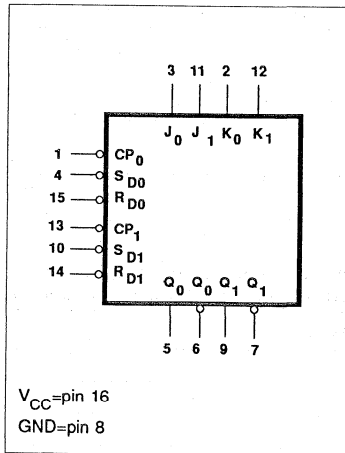 3 11 2 12
J0 J1 K0 K1
1 CP0
4 SD0
15 RD0
13 CP1
10 SD1
14 RD1
Q0 Q0 Q1 Q1
5 6 9 7
VCC=pin 16
GND=pin 8